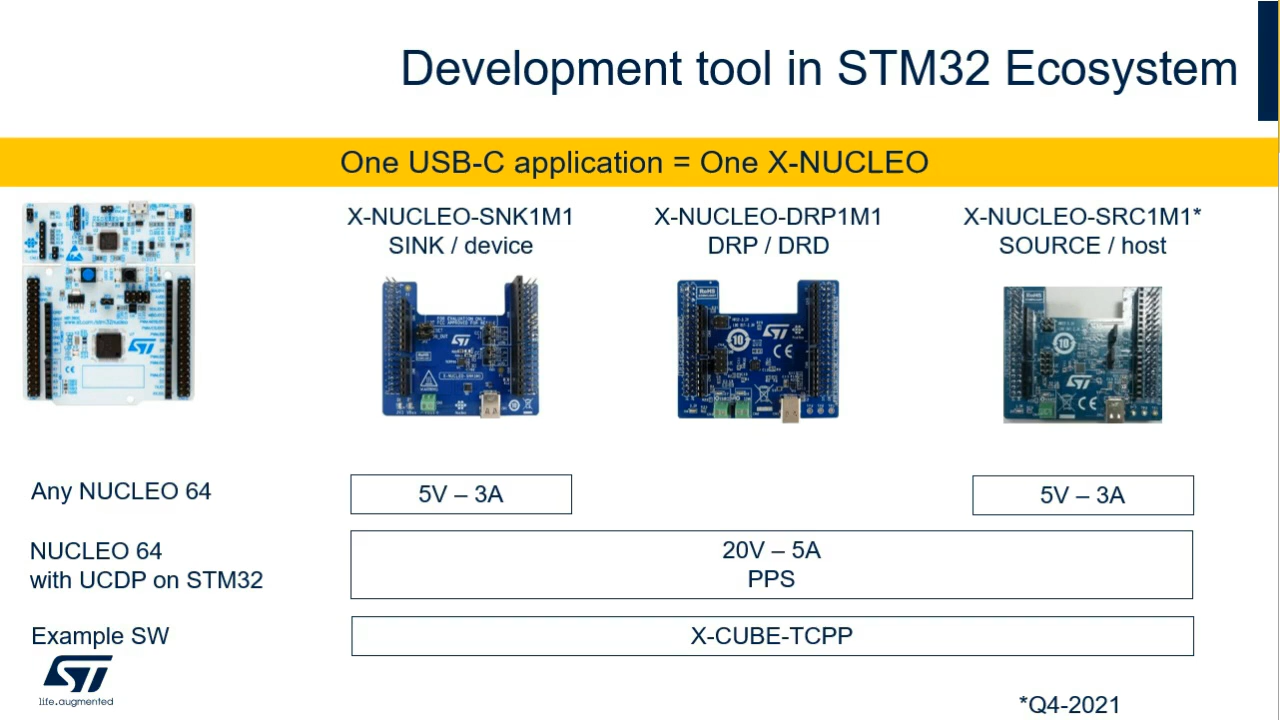 Development tool in STM32 Ecosystem
One USB-C application = One X-NUCLEO
X-NUCLEO-SNK1M1
SINK / device
X-NUCLEO-DRP1M1
DRP / DRD
X-NUCLEO-SRC1M1*
SOURCE / host
Any NUCLEO 64
5V – 3A
5V – 3A
NUCLEO 64
with UCDP on STM32
20V – 5A
PPS
Example SW
X-CUBE-TCPP
ST
life.augmented
*Q4-2021